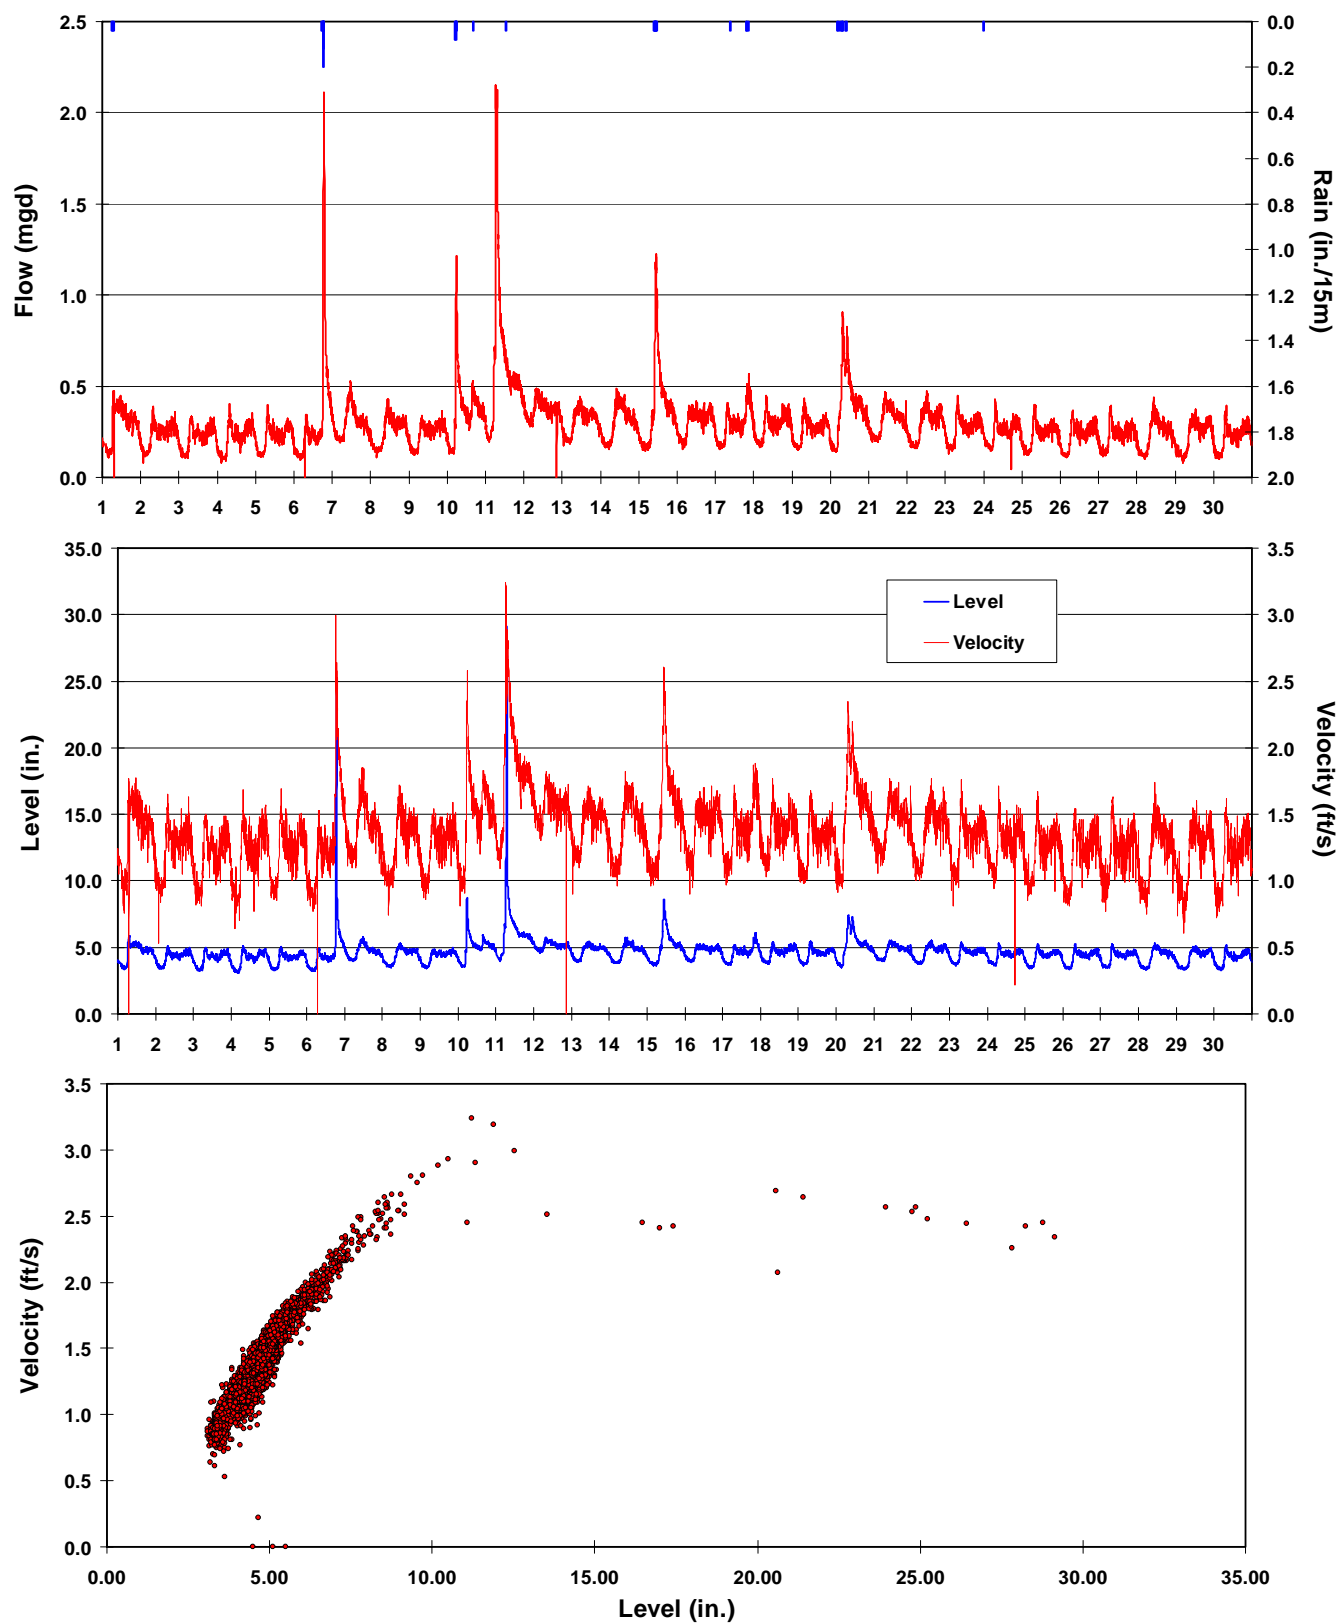 2.5 0.0
0.2
2.0 0.4
0.6
1.5 0.8
1.0
1.0 1.2
1.4
0.5 1.6
1.8
0.0 2.0
Flow (mgd)
Rain (in./15m)
1 2 3 4 5 6 7 8 9 10 11 12 13 14 15 16 17 18 19 20 21 22 23 24 25 26 27 28 29 30
35.0 3.5
30.0 3.0
25.0 2.5
20.0 2.0
15.0 1.5
10.0 1.0
5.0 0.5
0.0 0.0
Level (in.)
Velocity (ft/s)
Level
Velocity
1 2 3 4 5 6 7 8 9 10 11 12 13 14 15 16 17 18 19 20 21 22 23 24 25 26 27 28 29 30
3.5
3.0
2.5
2.0
1.5
1.0
0.5
0.0
Velocity (ft/s)
0.00 5.00 10.00 15.00 20.00 25.00 30.00 35.00
Level (in.)